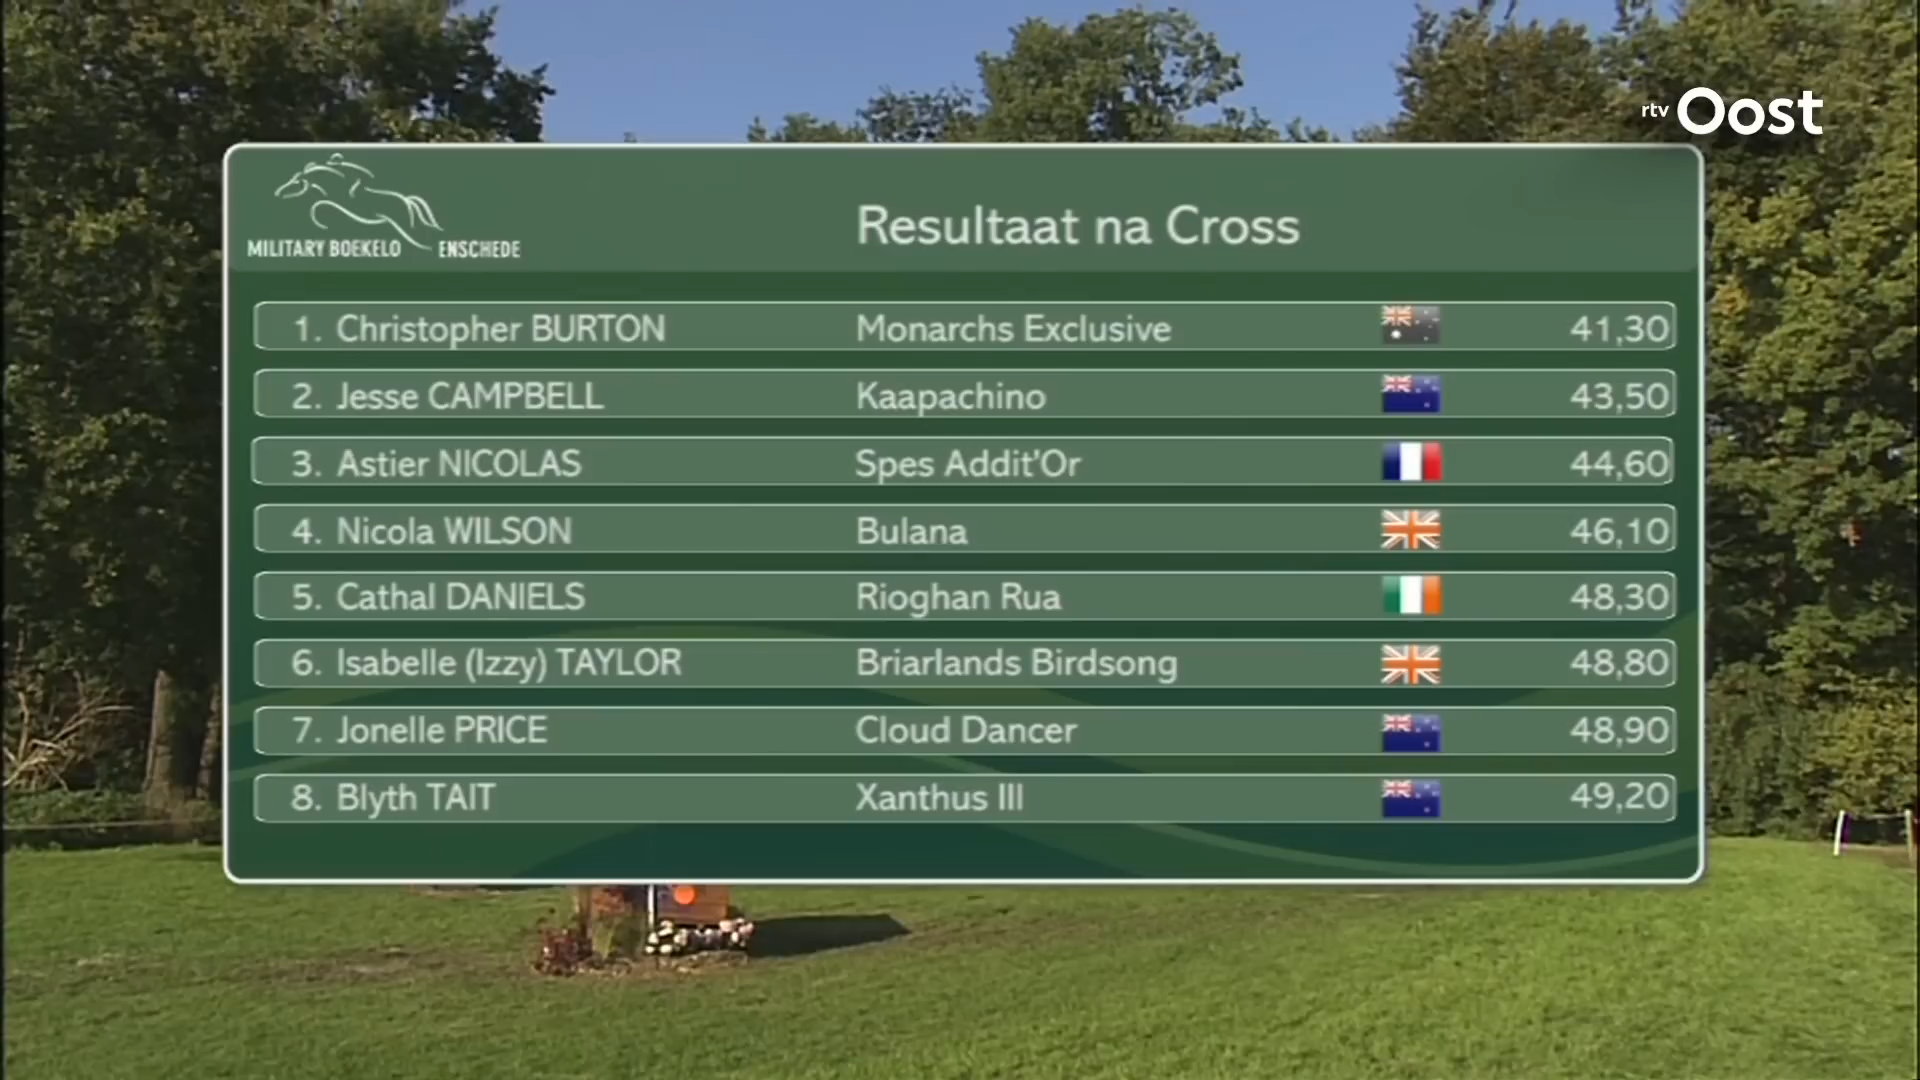 rtv Oost
MILITARY BOEKELO ENSCHEDE
Resultaat na Cross
1. Christopher BURTON Monarchs Exclusive 41,30
2. Jesse CAMPBELL Kaapachino 43,50
3. Astier NICOLAS Spes Addit'Or 44,60
4. Nicola WILSON Bulana 46,10
5. Cathal DANIELS Rioghan Rua 48,30
6. Isabelle (Izzy) TAYLOR Briarlands Birdsong 48,80
7. Jonelle PRICE Cloud Dancer 48,90
8. Blyth TAIT Xanthus III 49,20